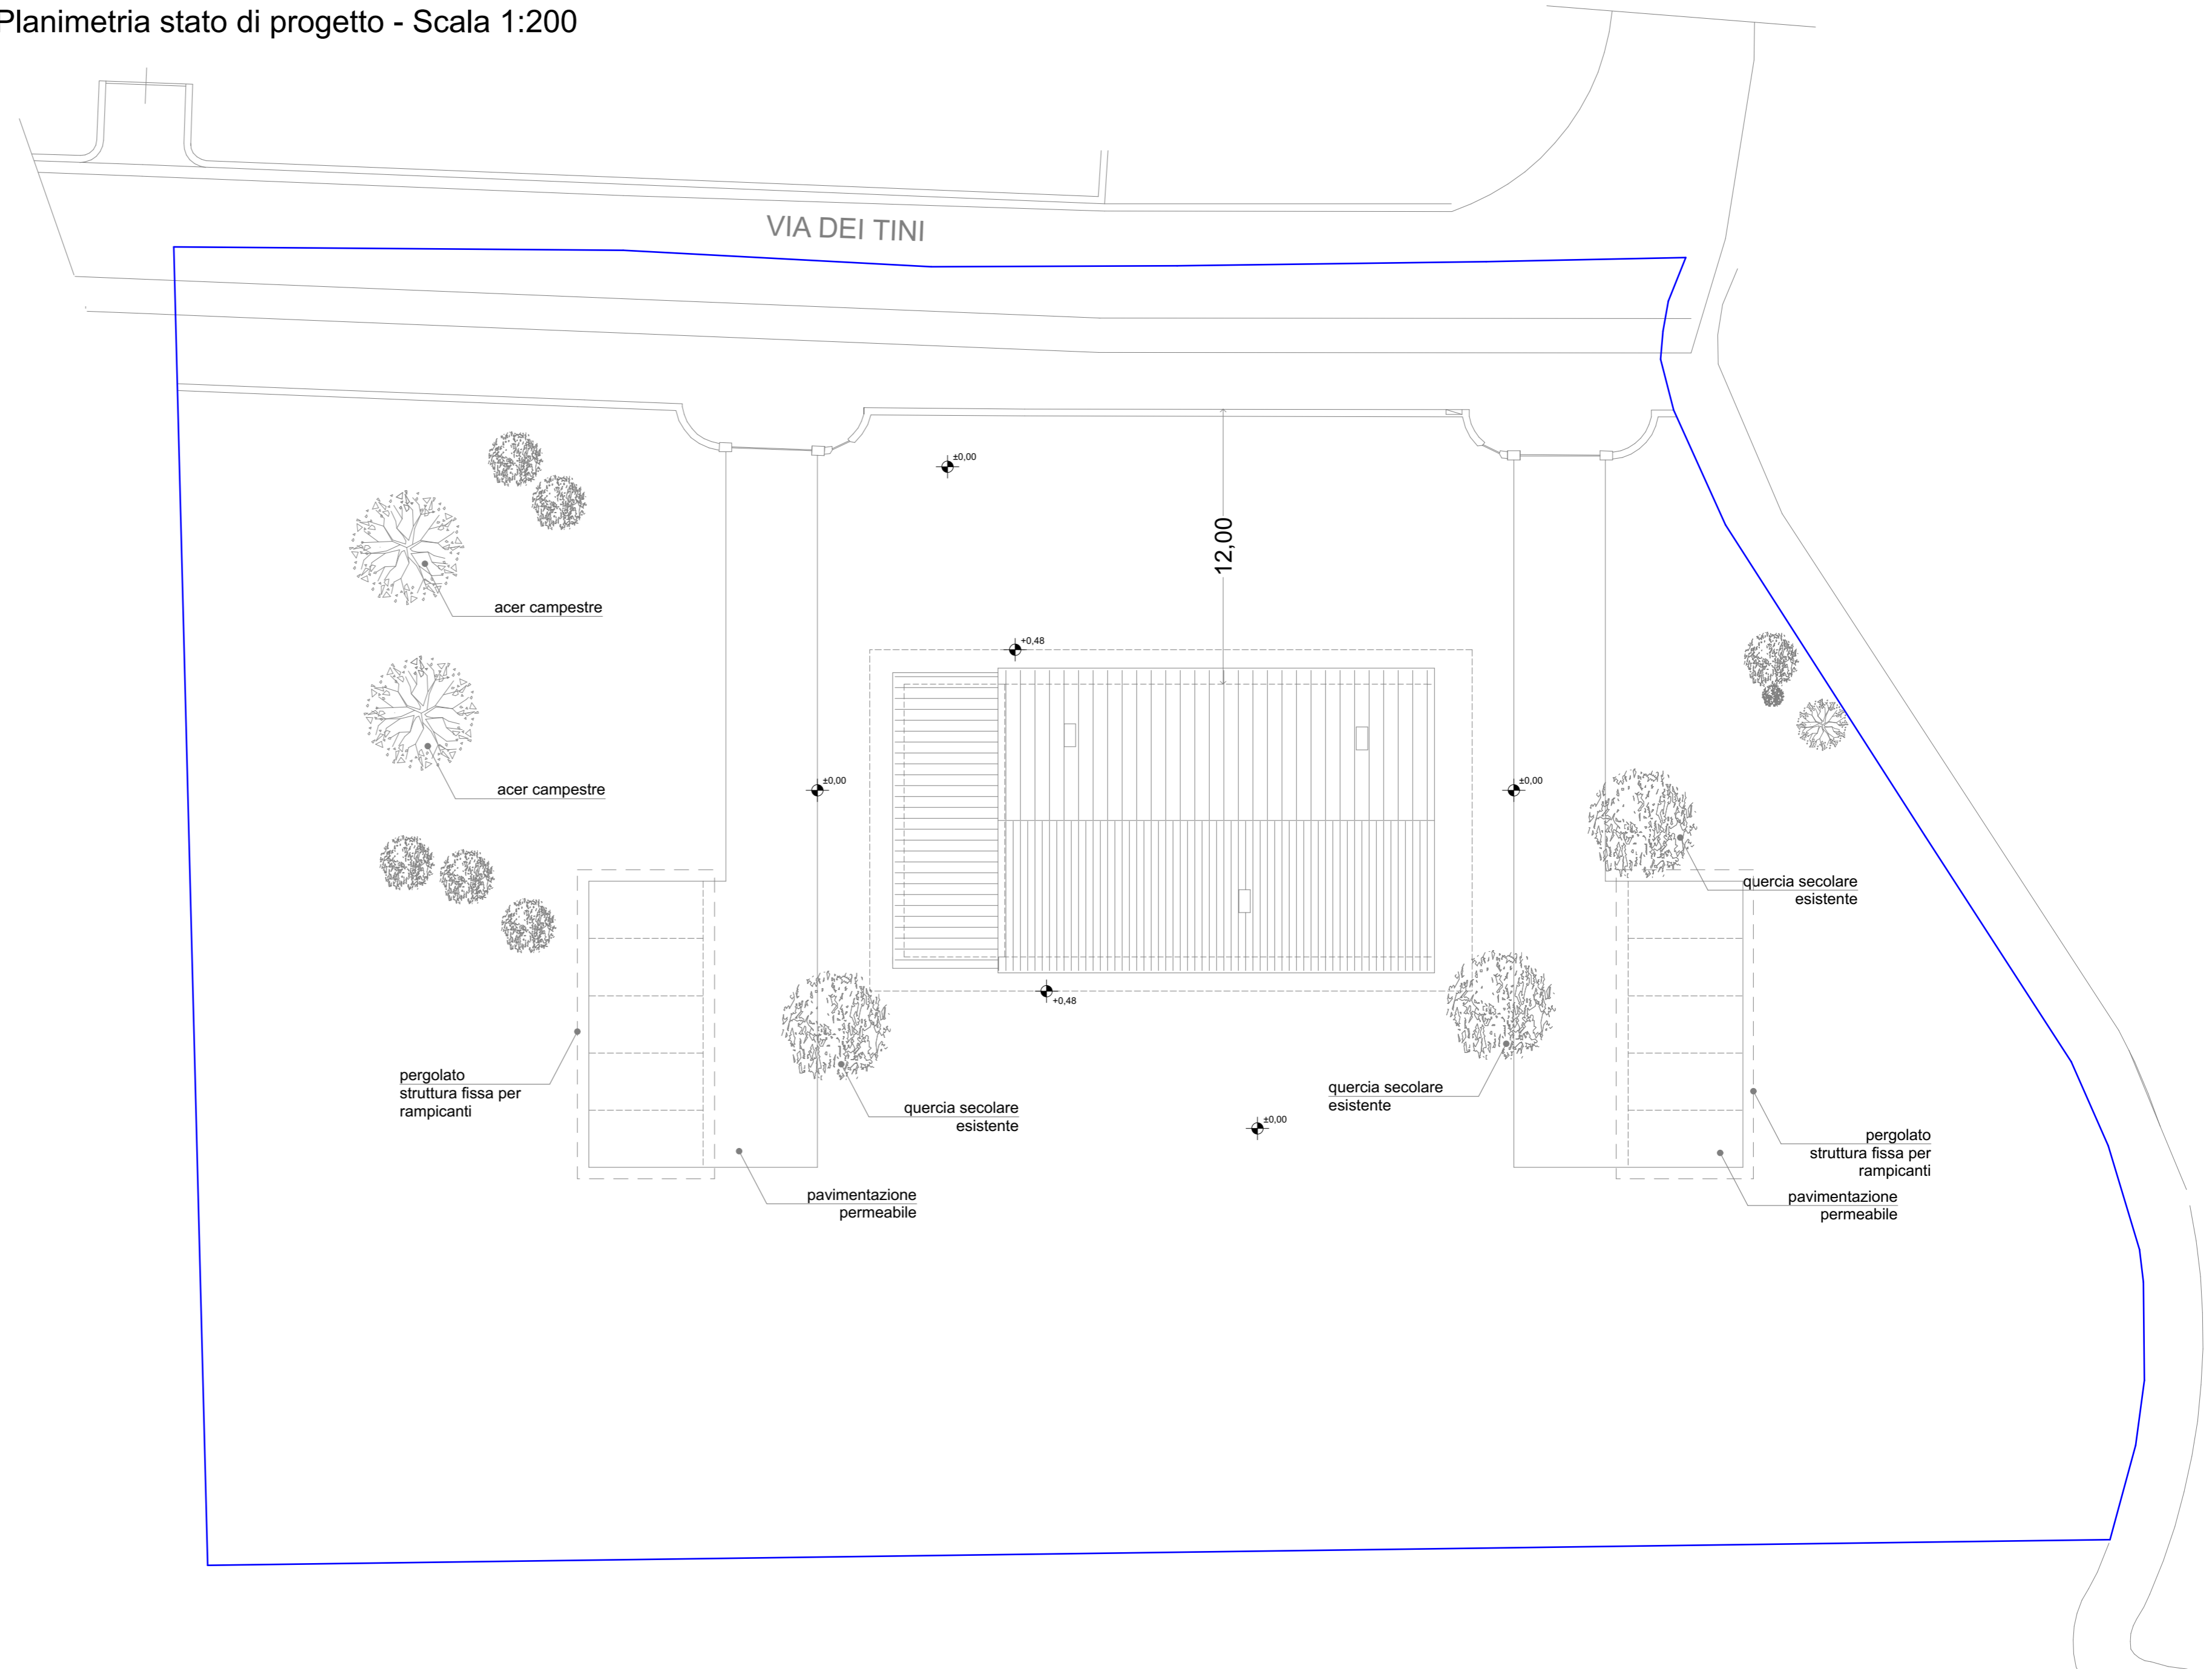 Planimetria stato di progetto - Scala 1:200
VIA DEI TINI
±0,00
12,00
acer campestre
+0,48
acer campestre
±0,00
±0,00
quercia secolare
esistente
+0,48
pergolato
struttura fissa per
rampicanti
quercia secolare
esistente
quercia secolare
esistente
±0,00
pergolato
struttura fissa per
rampicanti
pavimentazione
permeabile
pavimentazione
permeabile